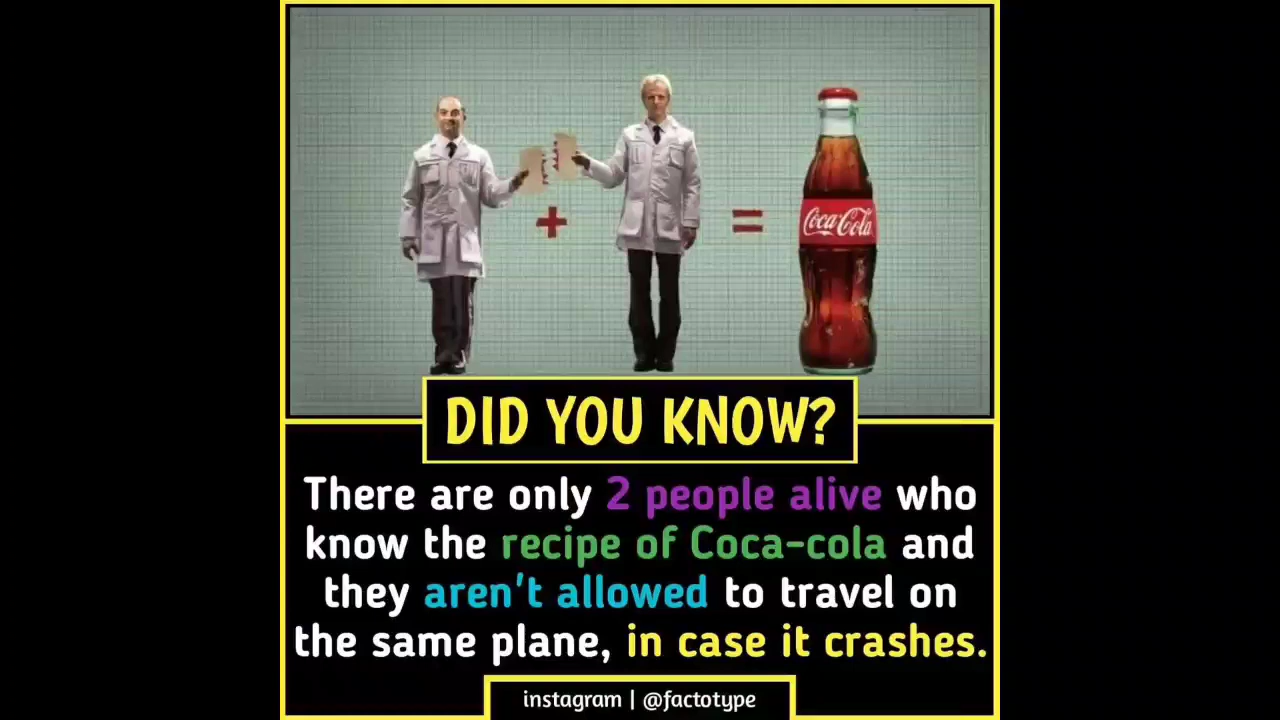 +
=
Coca-Cola
DID YOU KNOW?
There are only 2 people alive who
know the recipe of Coca-cola and
they aren't allowed to travel on
the same plane, in case it crashes.
instagram | @factotype